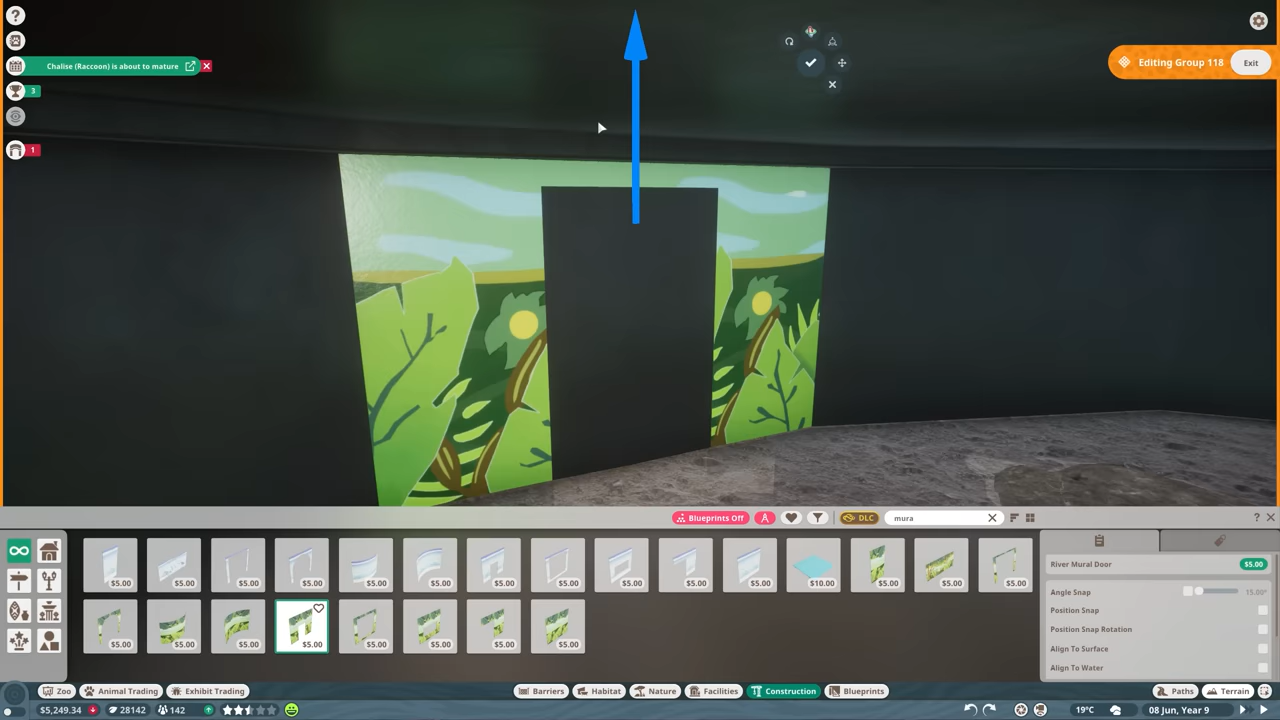 ?
Chalise (Raccoon) is about to mature
3
1
Editing Group 118 Exit
Blueprints Off DLC mura
?
$5.00 $5.00 $5.00 $5.00 $5.00 $5.00 $5.00 $5.00 $5.00 $5.00 $5.00 $10.00 $5.00 $5.00 $5.00
$5.00 $5.00 $5.00 $5.00 $5.00 $5.00 $5.00 $5.00
River Mural Door $5.00
Angle Snap 15.00°
Position Snap
Position Snap Rotation
Align To Surface
Align To Water
Zoo Animal Trading Exhibit Trading Barriers Habitat Nature Facilities Construction Blueprints Paths Terrain
$5,249.34 28142 142 19°C 08 Jun, Year 9